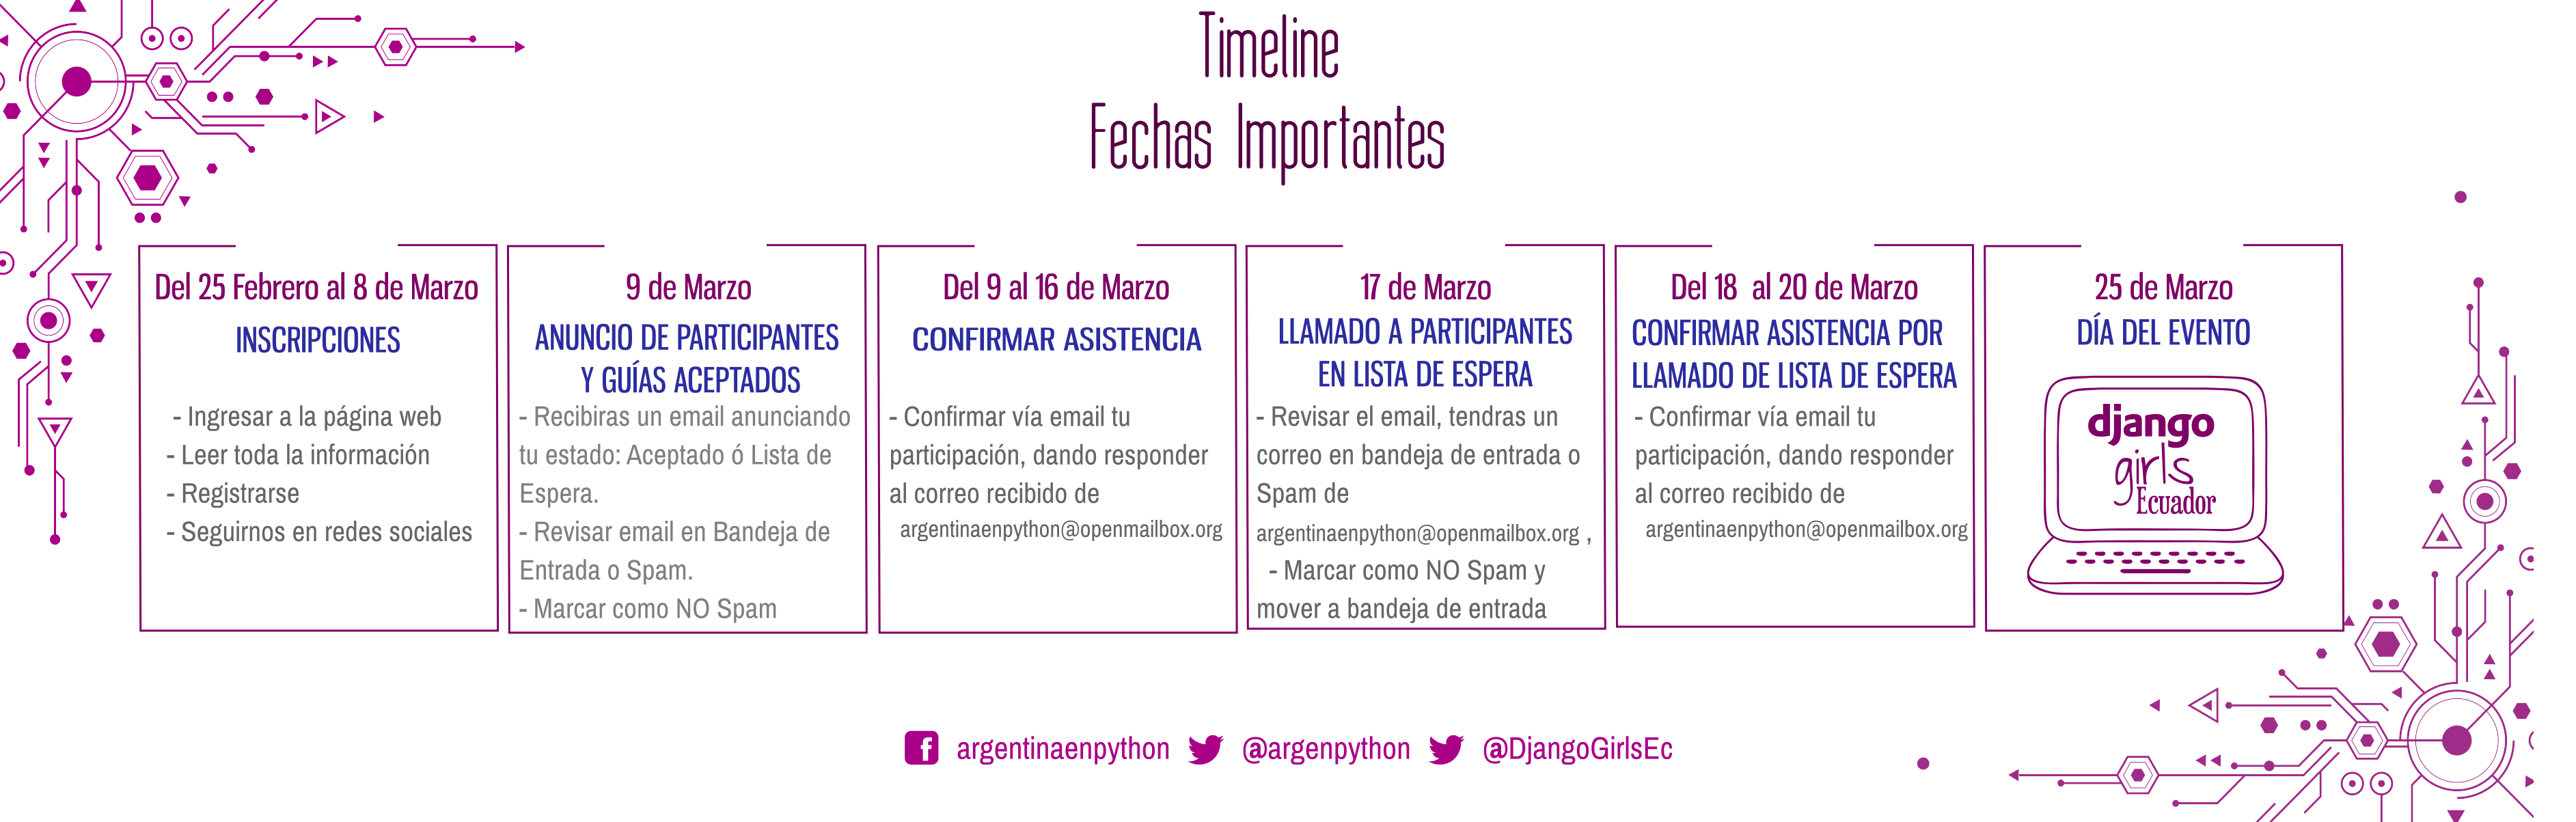 Timeline
Fechas Importantes
Del 25 Febrero al 8 de Marzo
INSCRIPCIONES
- Ingresar a la página web
- Leer toda la información
- Registrarse
- Seguirnos en redes sociales
9 de Marzo
ANUNCIO DE PARTICIPANTES
Y GUÍAS ACEPTADOS
- Recibiras un email anunciando
tu estado: Aceptado ó Lista de
Espera.
- Revisar email en Bandeja de
Entrada o Spam.
- Marcar como NO Spam
Del 9 al 16 de Marzo
CONFIRMAR ASISTENCIA
- Confirmar vía email tu
participación, dando responder
al correo recibido de
argentinaenpython@openmailbox.org
17 de Marzo
LLAMADO A PARTICIPANTES
EN LISTA DE ESPERA
- Revisar el email, tendras un
correo en bandeja de entrada o
Spam de
argentinaenpython@openmailbox.org ,
- Marcar como NO Spam y
mover a bandeja de entrada
Del 18 al 20 de Marzo
CONFIRMAR ASISTENCIA POR
LLAMADO DE LISTA DE ESPERA
- Confirmar vía email tu
participación, dando responder
al correo recibido de
argentinaenpython@openmailbox.org
25 de Marzo
DÍA DEL EVENTO
django
girls
Ecuador
argentinaenpython @argenpython @DjangoGirlsEc